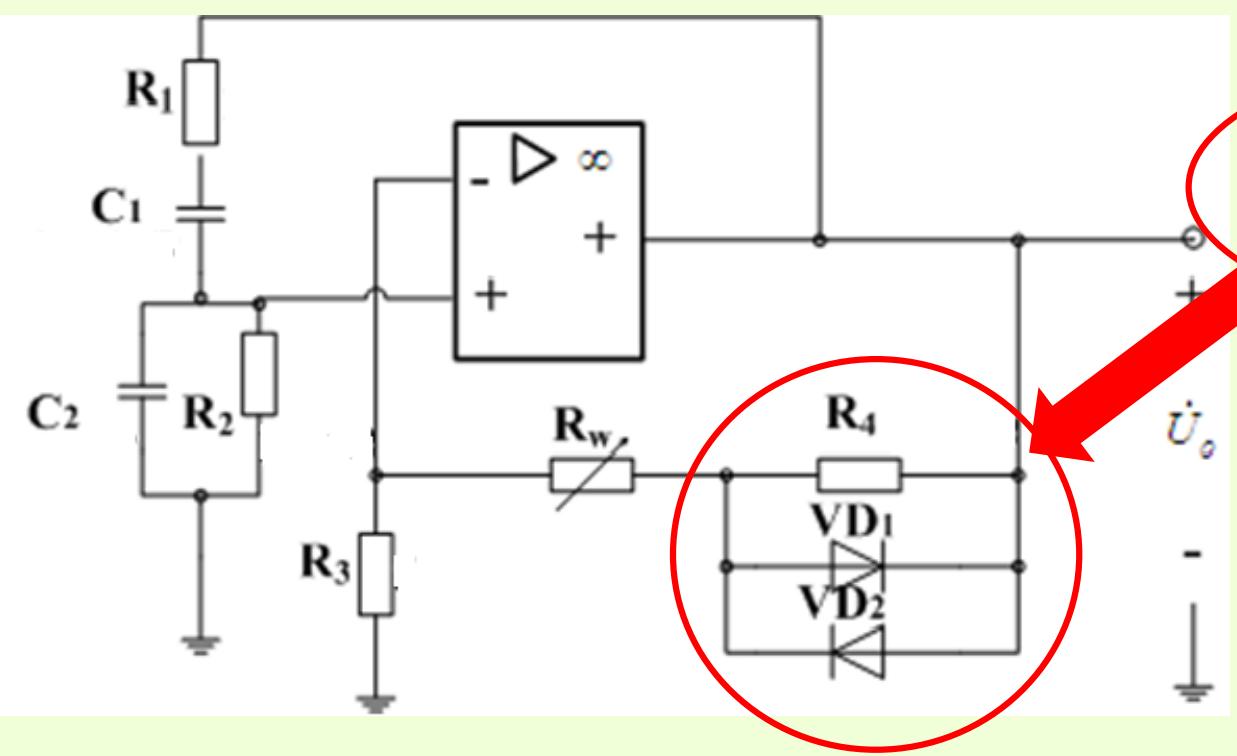 R1
C1
- ▷ ∞
+
+
+
C2
R2
Rw
R4
U̇o
VD1
R3
VD2
-